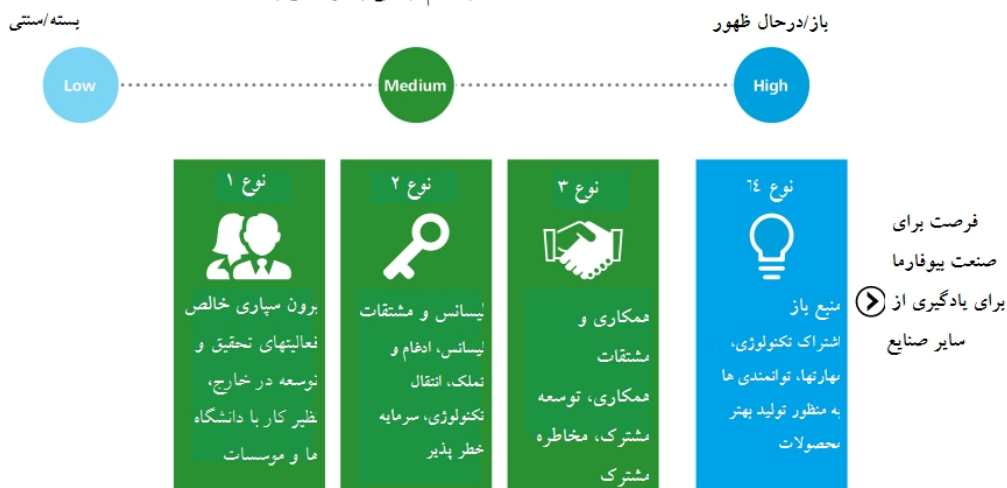 بسته/سنتی
باز/درحال ظهور
Low
Medium
High
نوع ۱
برون سپاری خالص
فعالیتهای تحقیق و
توسعه در خارج،
نظیر کار با دانشگاه
ها و موسسات
نوع ۲
لیسانس و مشتقات
لیسانس، ادغام و
تملک، انتقال
تکنولوژی، سرمایه
خطر پذیر
نوع ۳
همکاری و
مشتقات
همکاری، توسعه
مشترک، مخاطره
مشترک
نوع ٦٤
منبع باز
اشتراک تکنولوژی،
مهارتها، توانمندی ها
به منظور تولید بهتر
محصولات
فرصت برای
صنعت بیوفارما
برای یادگیری از
سایر صنایع